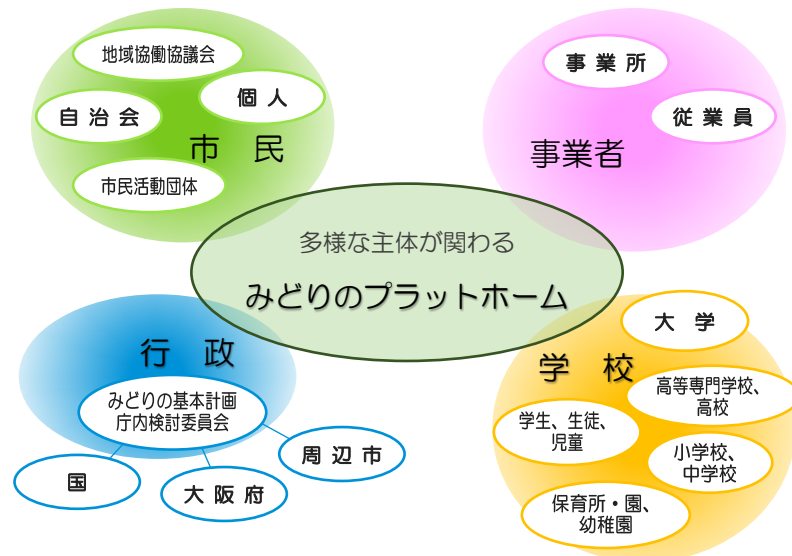 地域協働協議会
個人
自治会
市民
市民活動団体
事業所
従業員
事業者
多様な主体が関わる
みどりのプラットホーム
行政
みどりの基本計画
庁内検討委員会
国
大阪府
周辺市
大学
学校
高等専門学校、
高校
学生、生徒、
児童
小学校、
中学校
保育所・園、
幼稚園